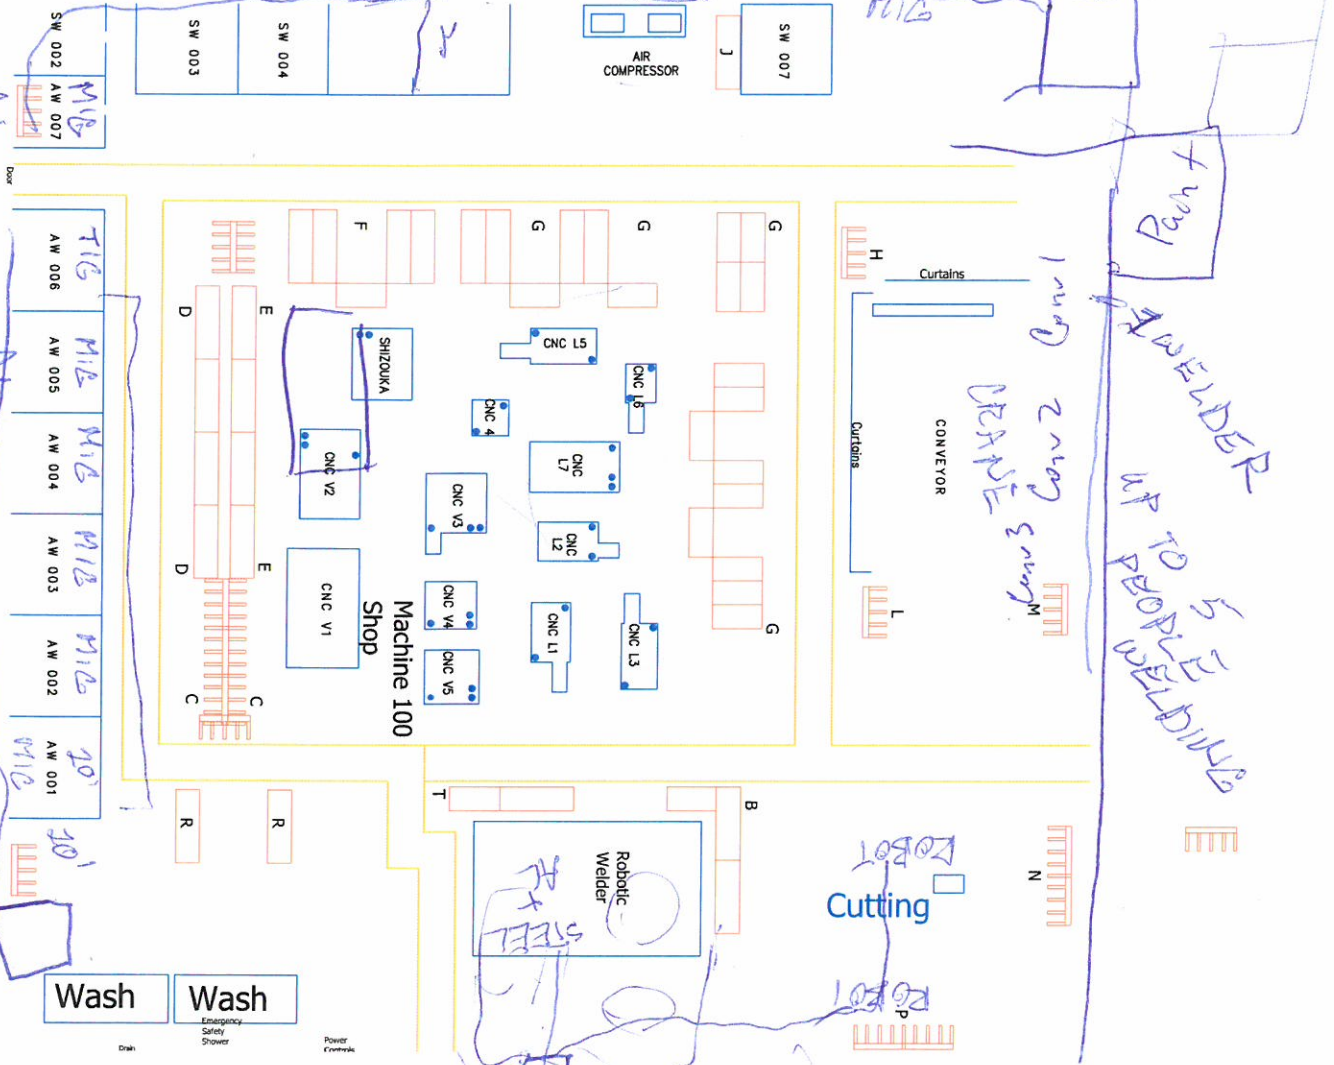 SW 002
SW 003
SW 004
AIR
COMPRESSOR
J
SW 007
MIG
AW 007
Door
TIG
AW 006
MIG
AW 005
MIG
AW 004
MIG
AW 003
MIG
AW 002
10'
AW 001
MIG
10'
F
G
G
G
D
E
SHIZOUKA
CNC L5
CNC L6
CNC 4
CNC
L7
CNC V2
CNC V3
CNC
L2
D
E
CNC V1
CNC V4
CNC L1
CNC L3
G
CNC V5
Machine 100
Shop
C
C
H
Curtains
Curtains
CONVEYOR
CRANE
L
M
WELDER
UP TO 5
PEOPLE
WELDING
R
R
T
B
Robotic
Welder
STEEL
ROBOT
Cutting
ROBOT
N
P
Wash
Wash
Emergency
Safety
Shower
Drain
Power
Controls